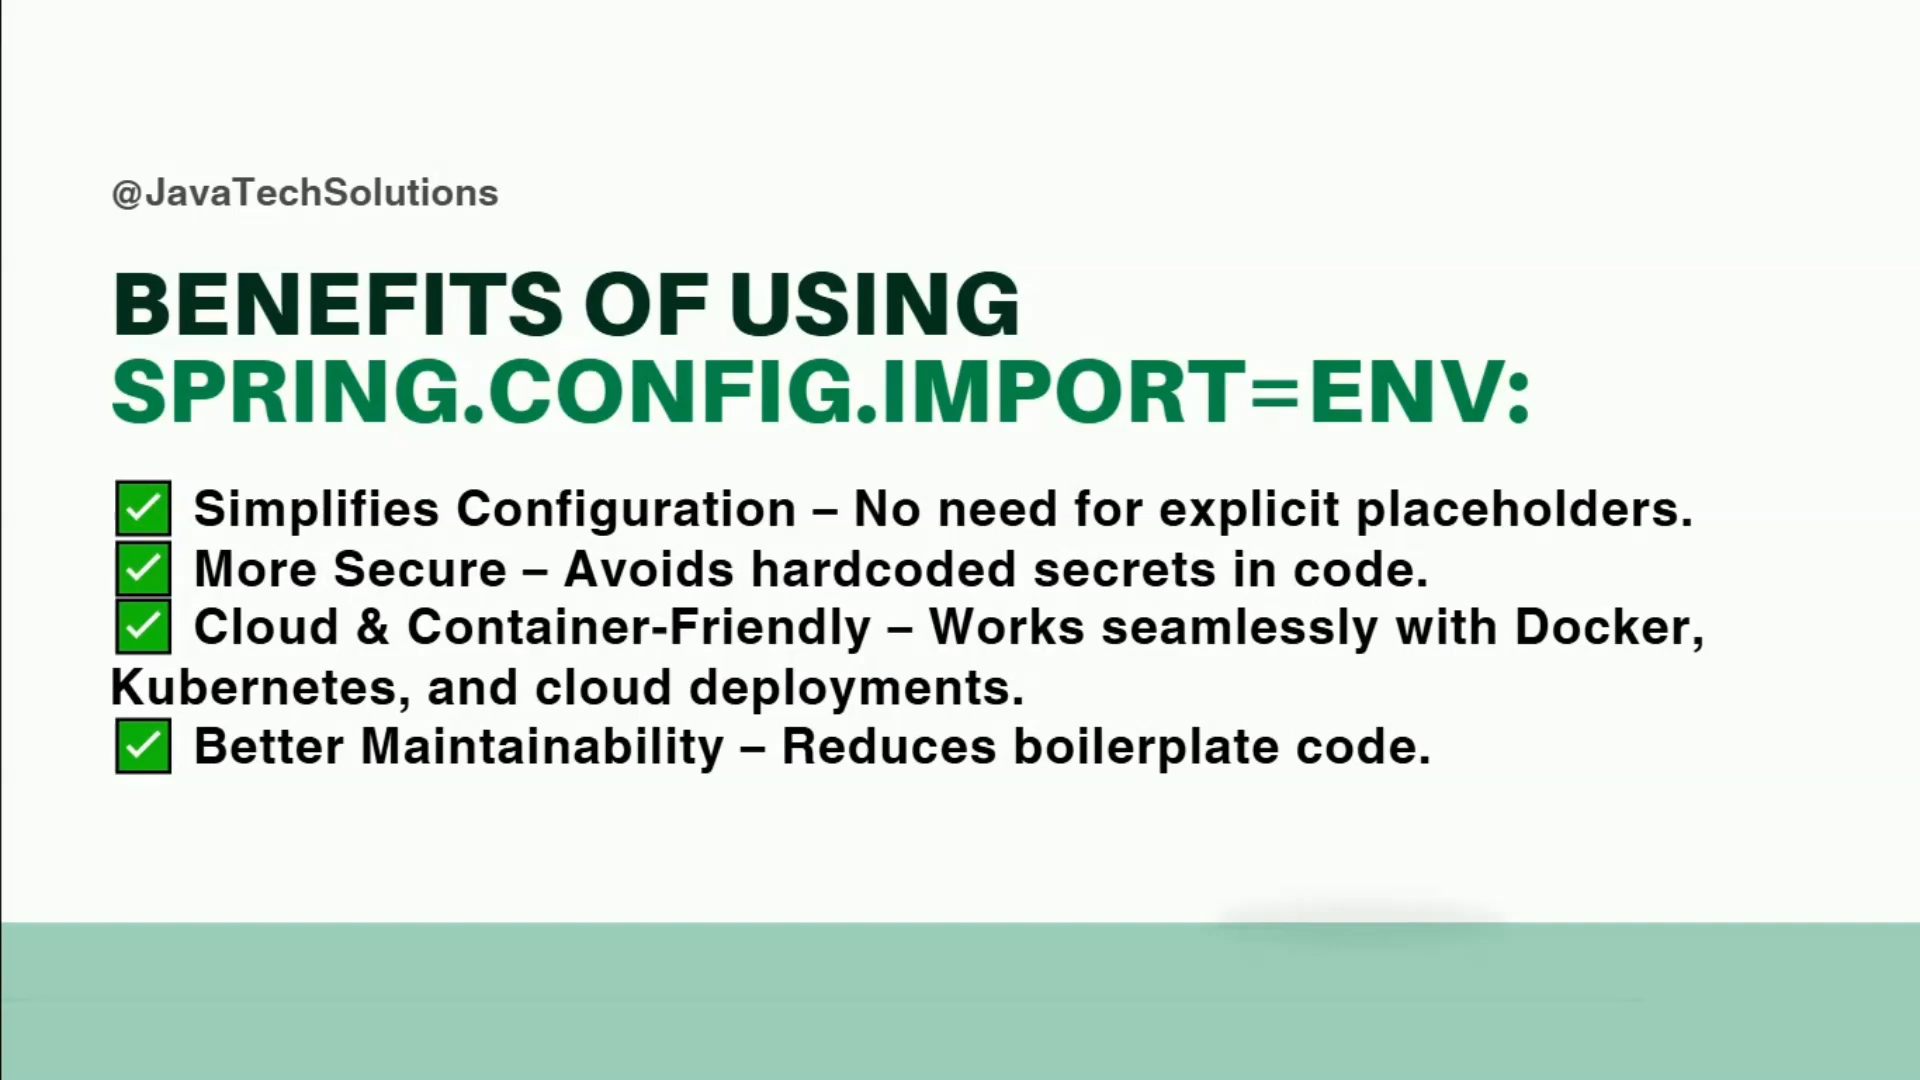 @JavaTechSolutions
BENEFITS OF USING
SPRING.CONFIG.IMPORT=ENV:
✅ Simplifies Configuration – No need for explicit placeholders.
✅ More Secure – Avoids hardcoded secrets in code.
✅ Cloud & Container-Friendly – Works seamlessly with Docker,
Kubernetes, and cloud deployments.
✅ Better Maintainability – Reduces boilerplate code.